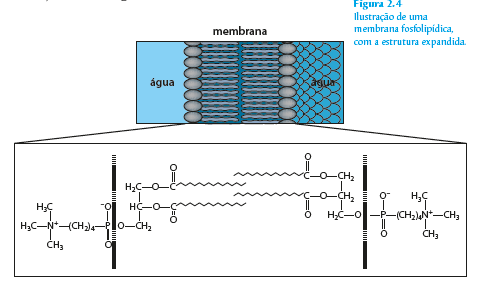 Figura 2.4
Ilustração de uma
membrana fosfolipídica,
com a estrutura expandida.
membrana
água
água
O
H₂C—O—C
HC—O—C
O
H₃C
⁻O
H₃C—N⁺—(CH₂)₄—P
O—CH₂
CH₃
O
O
C—O—CH₂
C—O—CH₂
O
H₂C—O
O⁻
H₃C
P—(CH₂)₄N⁺—CH₃
O
CH₃